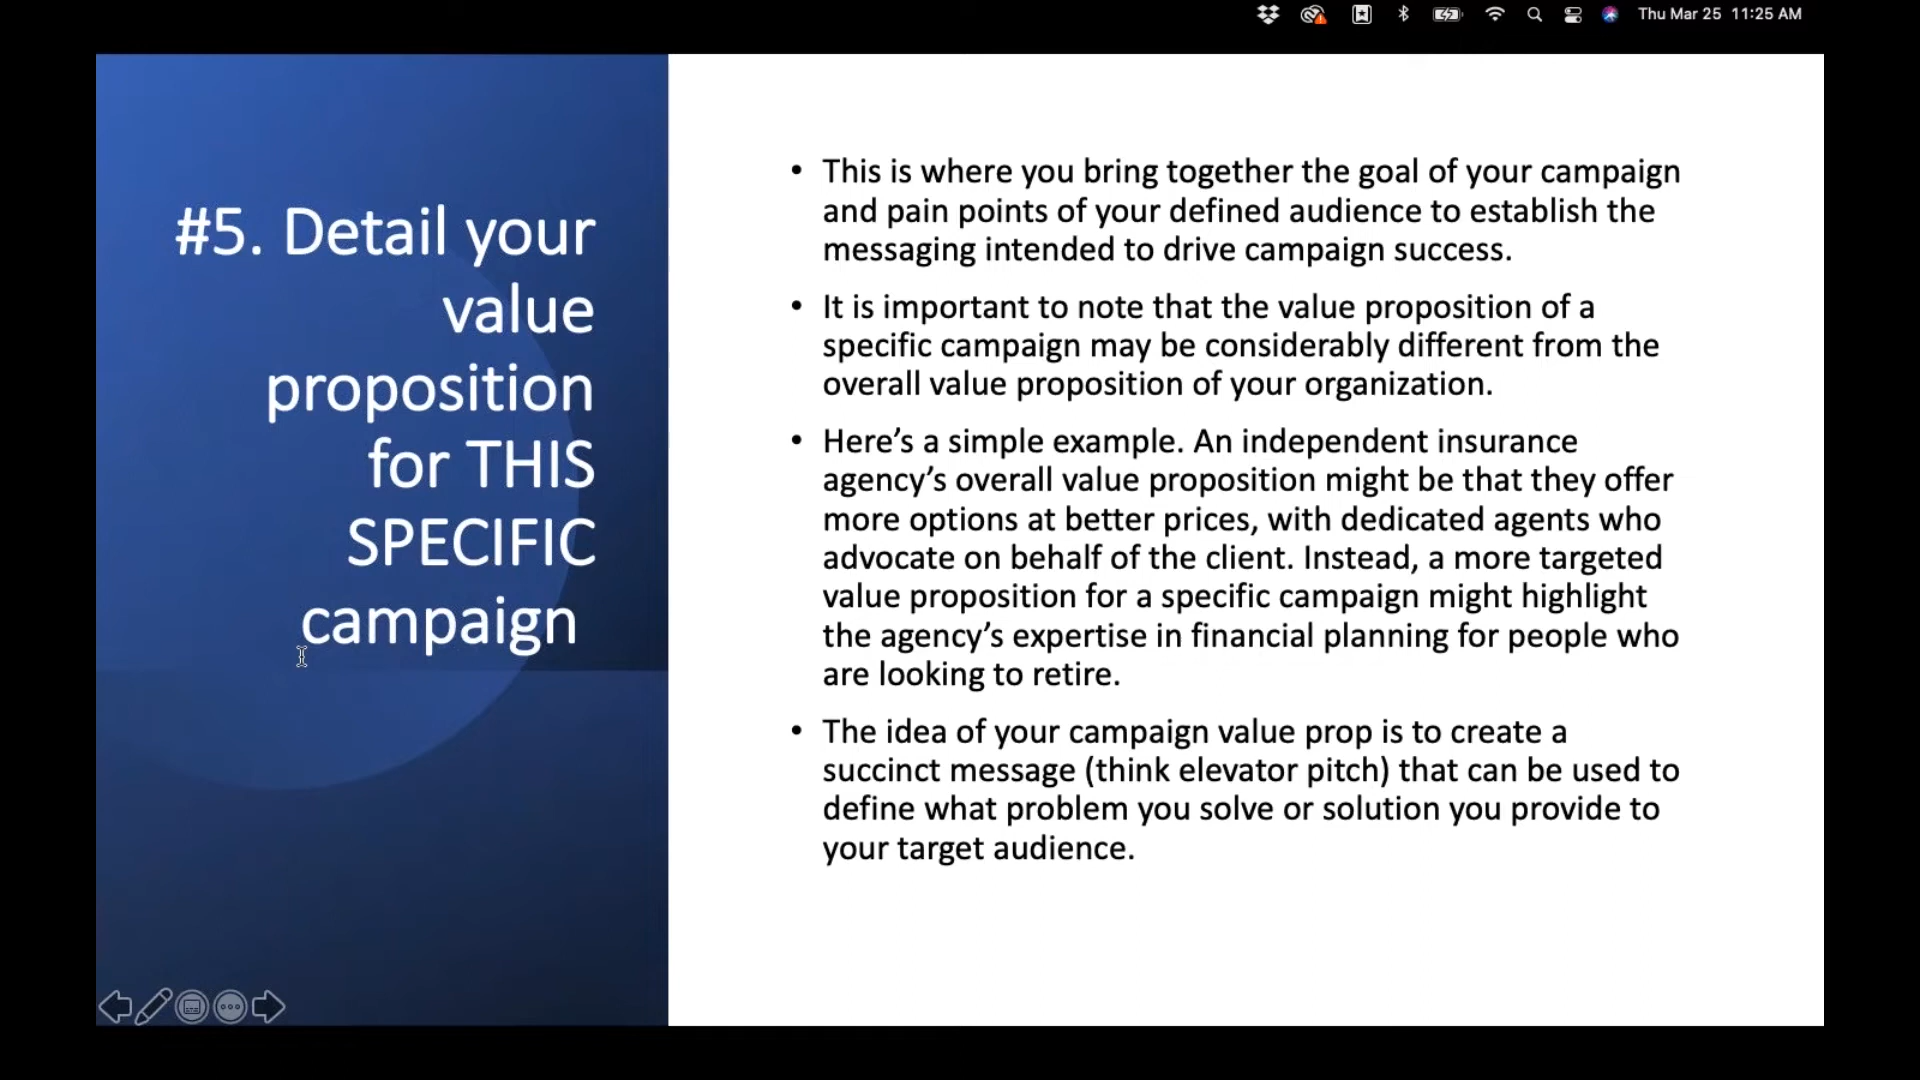 Thu Mar 25 11:25 AM
#5. Detail your
value
proposition
for THIS
SPECIFIC
campaign
• This is where you bring together the goal of your campaign
and pain points of your defined audience to establish the
messaging intended to drive campaign success.
• It is important to note that the value proposition of a
specific campaign may be considerably different from the
overall value proposition of your organization.
• Here’s a simple example. An independent insurance
agency’s overall value proposition might be that they offer
more options at better prices, with dedicated agents who
advocate on behalf of the client. Instead, a more targeted
value proposition for a specific campaign might highlight
the agency’s expertise in financial planning for people who
are looking to retire.
• The idea of your campaign value prop is to create a
succinct message (think elevator pitch) that can be used to
define what problem you solve or solution you provide to
your target audience.